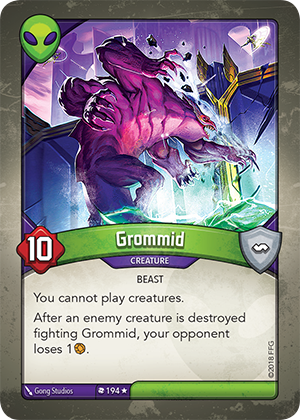 Grommid
10
CREATURE
BEAST
You cannot play creatures.
After an enemy creature is destroyed
fighting Grommid, your opponent
loses 1.
Gong Studios
194
©2018 FFG